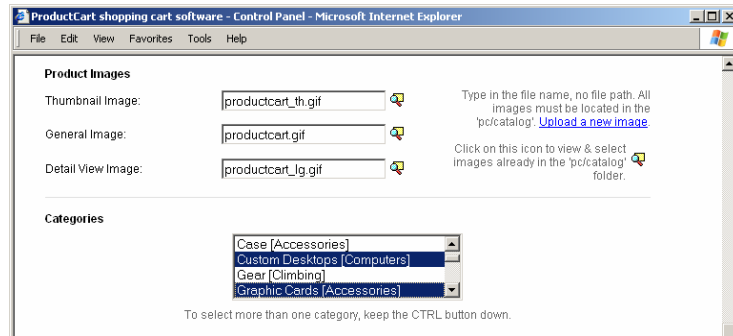 ProductCart shopping cart software - Control Panel - Microsoft Internet Explorer
File Edit View Favorites Tools Help
Product Images
Thumbnail Image: productcart_th.gif
General Image: productcart.gif
Detail View Image: productcart_lg.gif
Type in the file name, no file path. All
images must be located in the
'pc/catalog'. Upload a new image.
Click on this icon to view & select
images already in the 'pc/catalog'
folder.
Categories
Case [Accessories]
Custom Desktops [Computers]
Gear [Climbing]
Graphic Cards [Accessories]
To select more than one category, keep the CTRL button down.